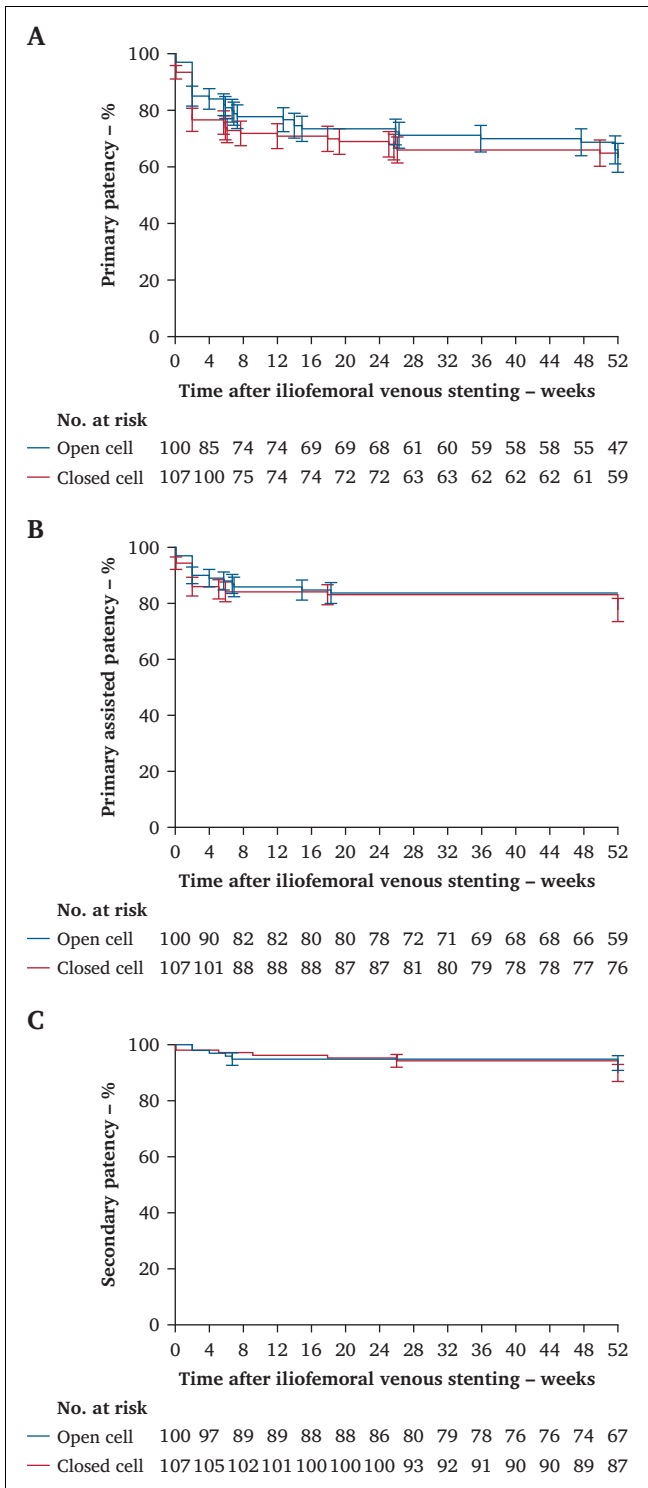 A
Primary patency – %
100
80
60
40
20
0
0 4 8 12 16 20 24 28 32 36 40 44 48 52
Time after iliofemoral venous stenting – weeks
No. at risk
Open cell 100 85 74 74 69 69 68 61 60 59 58 58 55 47
Closed cell 107 100 75 74 74 72 72 63 63 62 62 62 61 59
B
Primary assisted patency – %
100
80
60
40
20
0
0 4 8 12 16 20 24 28 32 36 40 44 48 52
Time after iliofemoral venous stenting – weeks
No. at risk
Open cell 100 90 82 82 80 80 78 72 71 69 68 68 66 59
Closed cell 107 101 88 88 88 87 87 81 80 79 78 78 77 76
C
Secondary patency – %
100
80
60
40
20
0
0 4 8 12 16 20 24 28 32 36 40 44 48 52
Time after iliofemoral venous stenting – weeks
No. at risk
Open cell 100 97 89 89 88 88 86 80 79 78 76 76 74 67
Closed cell 107 105 102 101 100 100 100 93 92 91 90 90 89 87